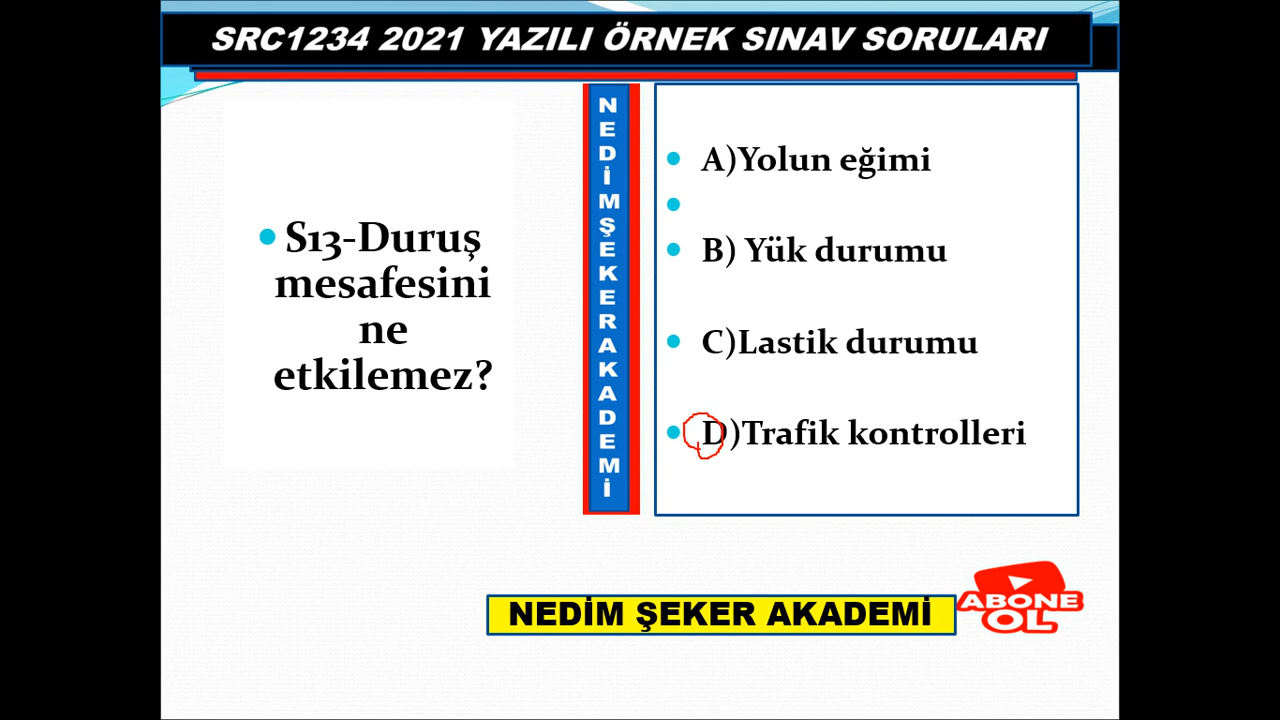 SRC1234 2021 YAZILI ÖRNEK SINAV SORULARI
S13-Duruş
mesafesini
ne
etkilemez?
NEDİMŞEKERAKADEMİ
A)Yolun eğimi
B) Yük durumu
C)Lastik durumu
D)Trafik kontrolleri
NEDİM ŞEKER AKADEMİ
ABONE
OL